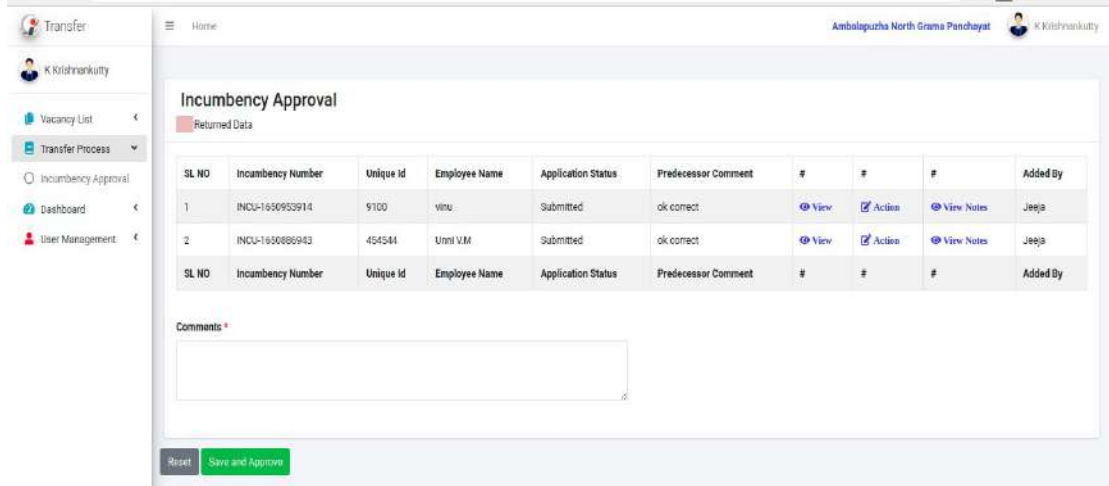 Transfer
Home
Ambalapuzha North Grama Panchayat
K Krishnankutty
K Krishnankutty
Vacancy List
Transfer Process
Incumbency Approval
Dashboard
User Management
Incumbency Approval
Returned Data
SL NO Incumbency Number Unique Id Employee Name Application Status Predecessor Comment # # # Added By
1 INCU-1650953914 9100 vinu Submitted ok correct View Action View Notes Jeeja
2 INCU-1650886943 454544 Unni V.M Submitted ok correct View Action View Notes Jeeja
SL NO Incumbency Number Unique Id Employee Name Application Status Predecessor Comment # # # Added By
Comments *
Reset Save and Approve